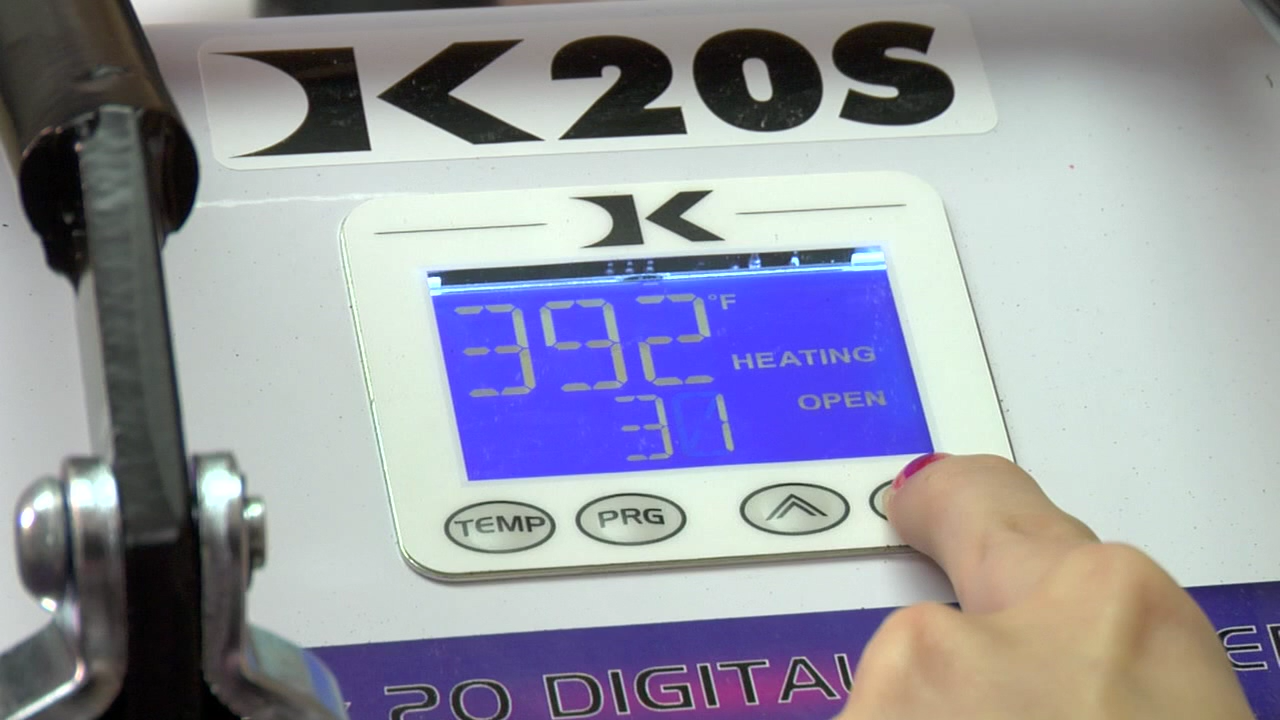 K20S
K
392 °F
HEATING
OPEN
31
TEMP PRG
20 DIGITAL